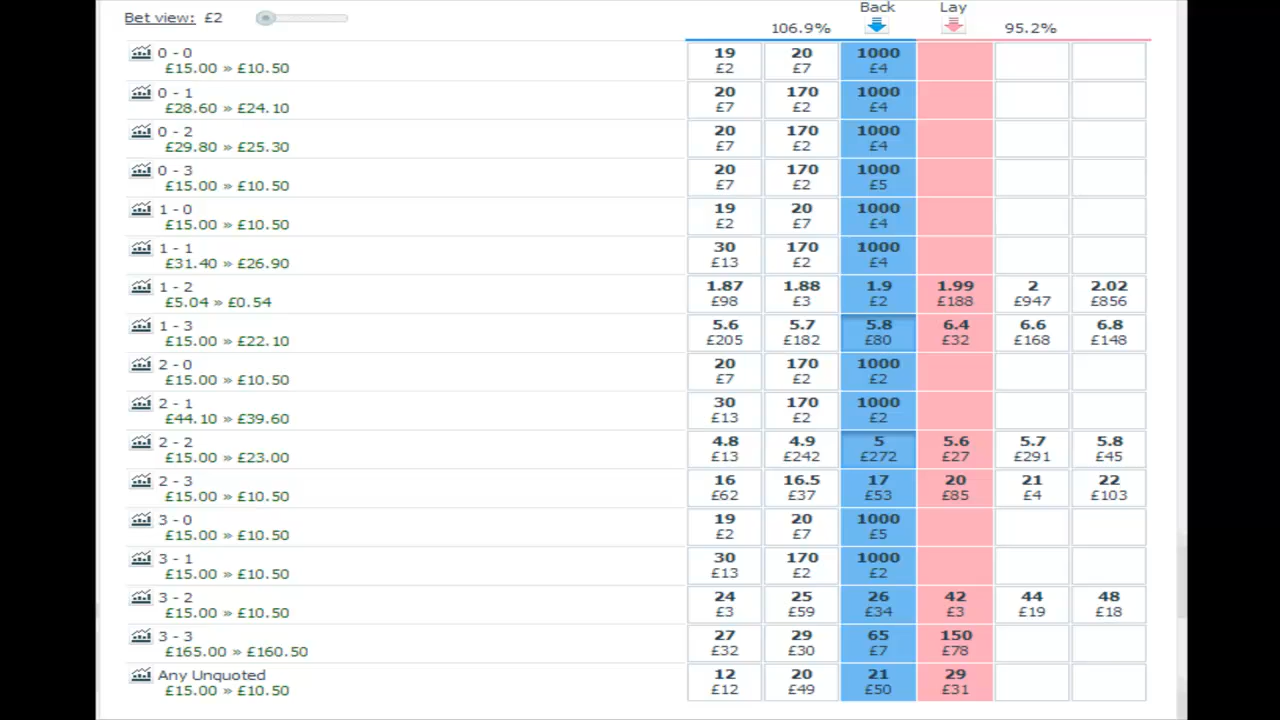 Back Lay
Bet view: £2 106.9% 95.2%
0 - 0 19 20 1000
£15.00 » £10.50 £2 £7 £4
0 - 1 20 170 1000
£28.60 » £24.10 £7 £2 £4
0 - 2 20 170 1000
£29.80 » £25.30 £7 £2 £4
0 - 3 20 170 1000
£15.00 » £10.50 £7 £2 £5
1 - 0 19 20 1000
£15.00 » £10.50 £2 £7 £4
1 - 1 30 170 1000
£31.40 » £26.90 £13 £2 £4
1 - 2 1.87 1.88 1.9 1.99 2 2.02
£5.04 » £0.54 £98 £3 £2 £188 £947 £856
1 - 3 5.6 5.7 5.8 6.4 6.6 6.8
£15.00 » £22.10 £205 £182 £80 £32 £168 £148
2 - 0 20 170 1000
£15.00 » £10.50 £7 £2 £2
2 - 1 30 170 1000
£44.10 » £39.60 £13 £2 £2
2 - 2 4.8 4.9 5 5.6 5.7 5.8
£15.00 » £23.00 £13 £242 £272 £27 £291 £45
2 - 3 16 16.5 17 20 21 22
£15.00 » £10.50 £62 £37 £53 £85 £4 £103
3 - 0 19 20 1000
£15.00 » £10.50 £2 £7 £5
3 - 1 30 170 1000
£15.00 » £10.50 £13 £2 £2
3 - 2 24 25 26 42 44 48
£15.00 » £10.50 £3 £59 £34 £3 £19 £18
3 - 3 27 29 65 150
£165.00 » £160.50 £32 £30 £7 £78
Any Unquoted 12 20 21 29
£15.00 » £10.50 £12 £49 £50 £31